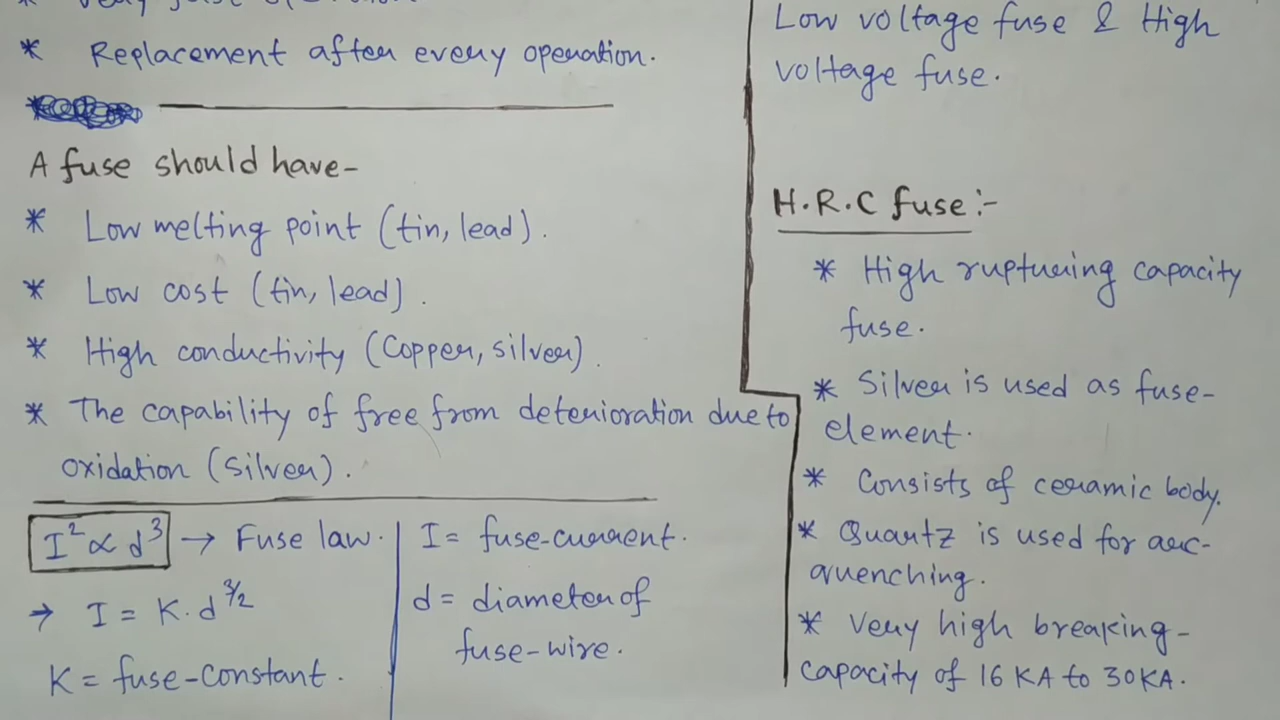 * Replacement after every operation.
A fuse should have-
* Low melting point (tin, lead).
* Low cost (tin, lead).
* High conductivity (Copper, silver).
* The capability of free from deterioration due to
oxidation (Silver).
I² ∝ d³ → Fuse law.
→ I = K. d^3/2
K = fuse-constant.
I = fuse-current.
d = diameter of
fuse-wire.
Low voltage fuse & High
voltage fuse.
H.R.C fuse:-
* High rupturing capacity
fuse.
* Silver is used as fuse-
element.
* Consists of ceramic body.
* Quartz is used for arc-
quenching.
* Very high breaking-
capacity of 16 KA to 30KA.